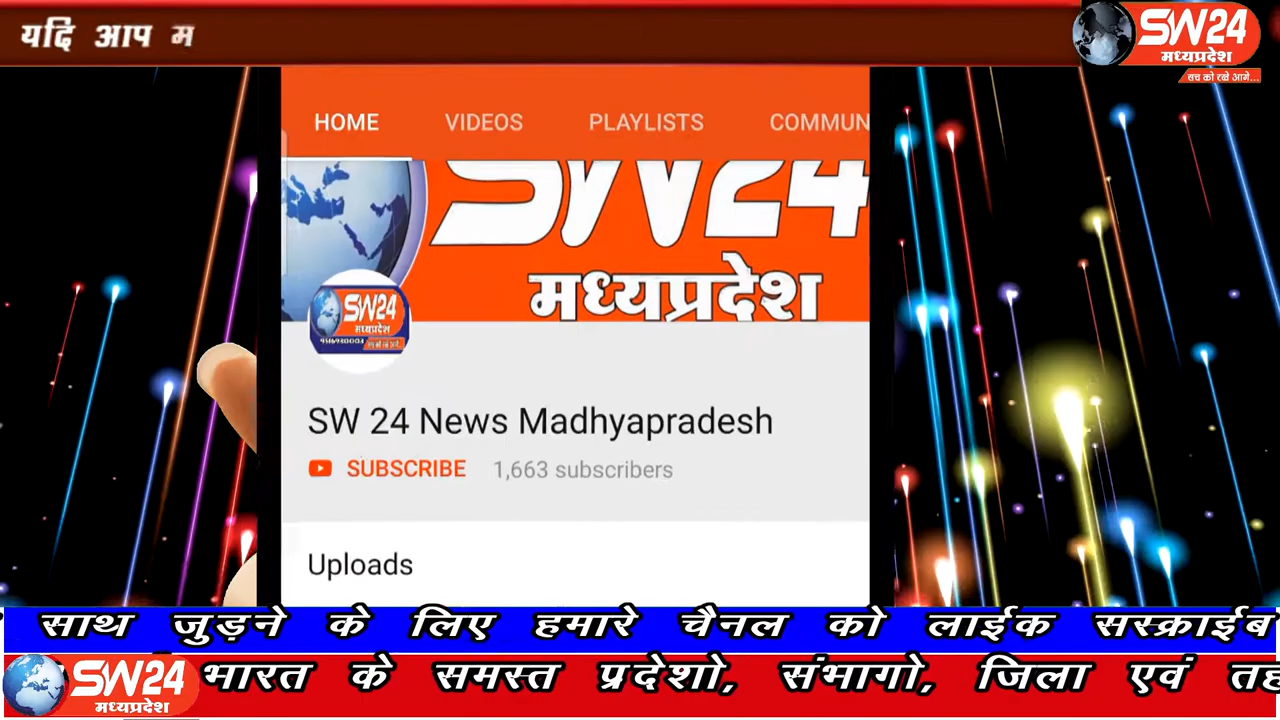 यदि आप म
SW24
मध्यप्रदेश
सच को रखे आगे...
HOME VIDEOS PLAYLISTS COMMUN
SW24
मध्यप्रदेश
SW24
मध्यप्रदेश
SW 24 News Madhyapradesh
SUBSCRIBE 1,663 subscribers
Uploads
साथ जुड़ने के लिए हमारे चैनल को लाईक सस्क्राईब
भारत के समस्त प्रदेशो, संभागो, जिला एवं तह
SW24
मध्यप्रदेश